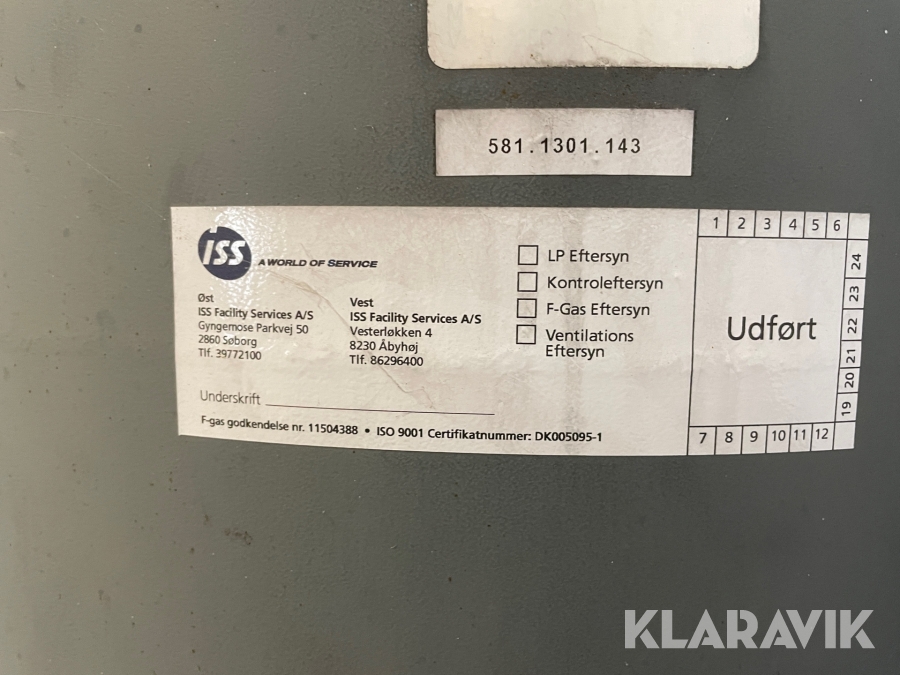 581.1301.143
ISS
A WORLD OF SERVICE
Øst
ISS Facility Services A/S
Gyngemose Parkvej 50
2860 Søborg
Tlf. 39772100
Vest
ISS Facility Services A/S
Vesterløkken 4
8230 Åbyhøj
Tlf. 86296400
Underskrift
F-gas godkendelse nr. 11504388 • ISO 9001 Certifikatnummer: DK005095-1
LP Eftersyn
Kontroleftersyn
F-Gas Eftersyn
Ventilations
Eftersyn
1 2 3 4 5 6
24
23
22
21
20
19
Udført
7 8 9 10 11 12
KLARAVIK